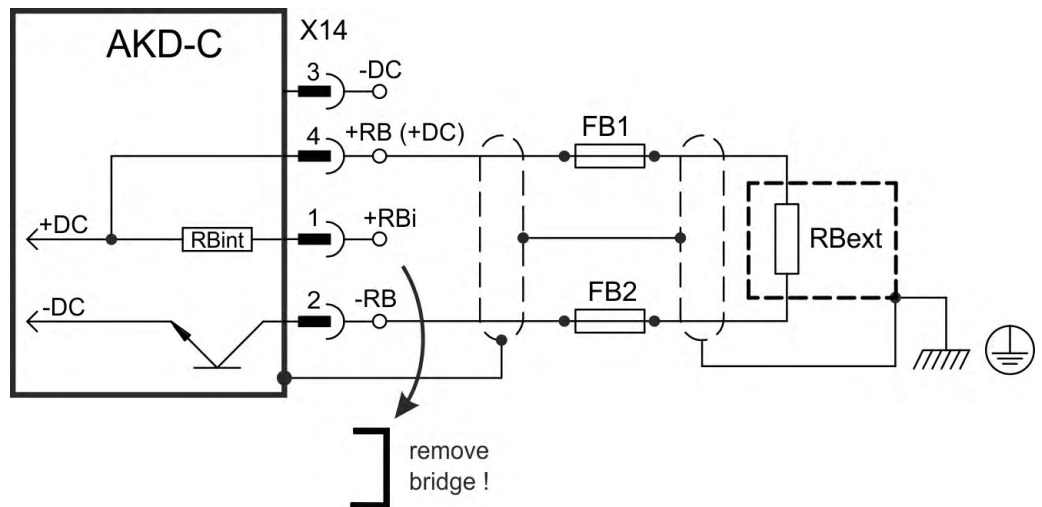 AKD-C
X14
3
-DC
4
+RB (+DC)
FB1
+DC
RBint
1
+RBi
RBext
-DC
2
-RB
FB2
remove
bridge !